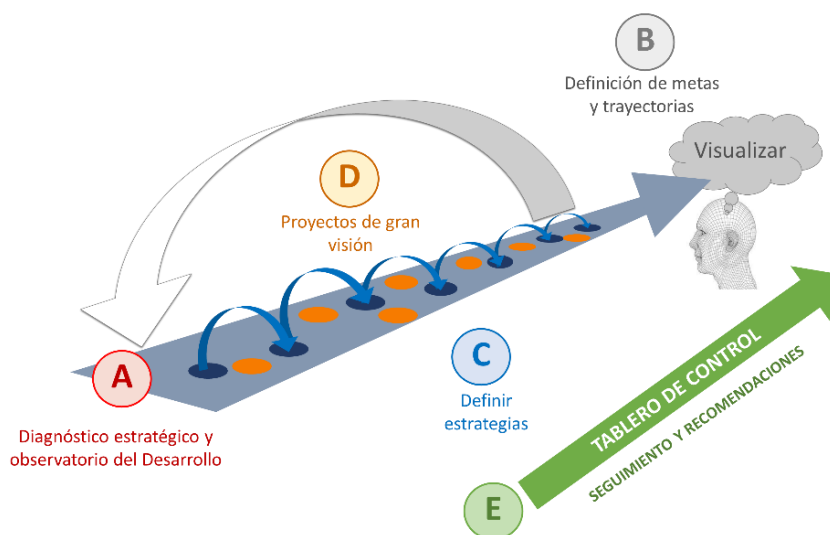 B
Definición de metas
y trayectorias
Visualizar
D
Proyectos de gran
visión
A
Diagnóstico estratégico y
observatorio del Desarrollo
C
Definir
estrategias
E
TABLERO DE CONTROL
SEGUIMIENTO Y RECOMENDACIONES